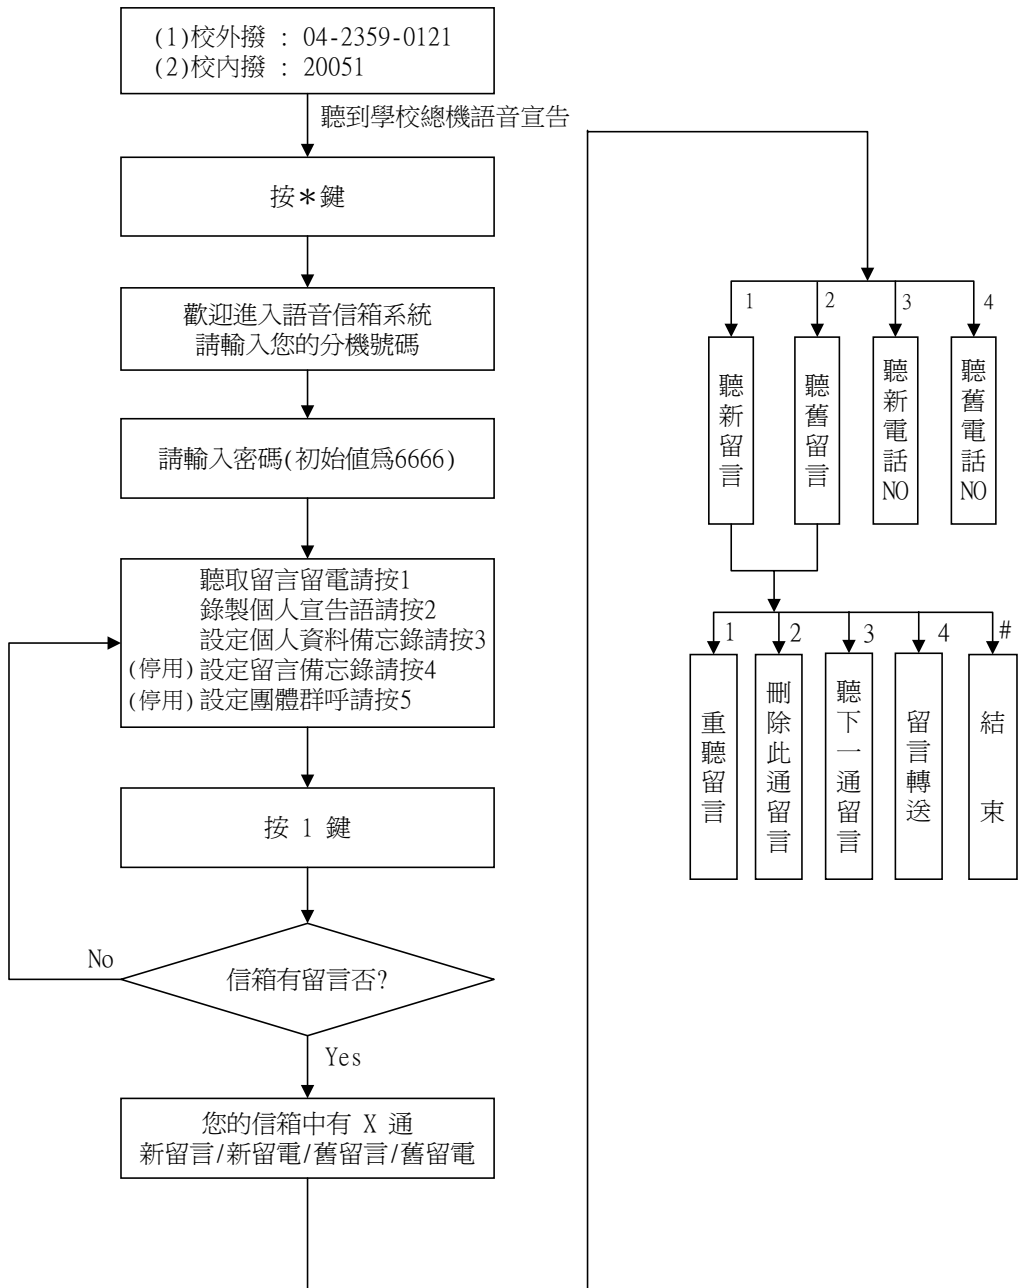 (1)校外撥 : 04-2359-0121
(2)校內撥 : 20051
聽到學校總機語音宣告
按*鍵
歡迎進入語音信箱系統
請輸入您的分機號碼
請輸入密碼(初始值為6666)
聽取留言留電請按1
錄製個人宣告語請按2
設定個人資料備忘錄請按3
(停用)設定留言備忘錄請按4
(停用)設定團體群呼請按5
按 1 鍵
信箱有留言否?
No
Yes
您的信箱中有 X 通
新留言/新留電/舊留言/舊留電
1
聽新留言
2
聽舊留言
3
聽新電話NO
4
聽舊電話NO
1
重聽留言
2
刪除此通留言
3
聽下一通留言
4
留言轉送
#
結束